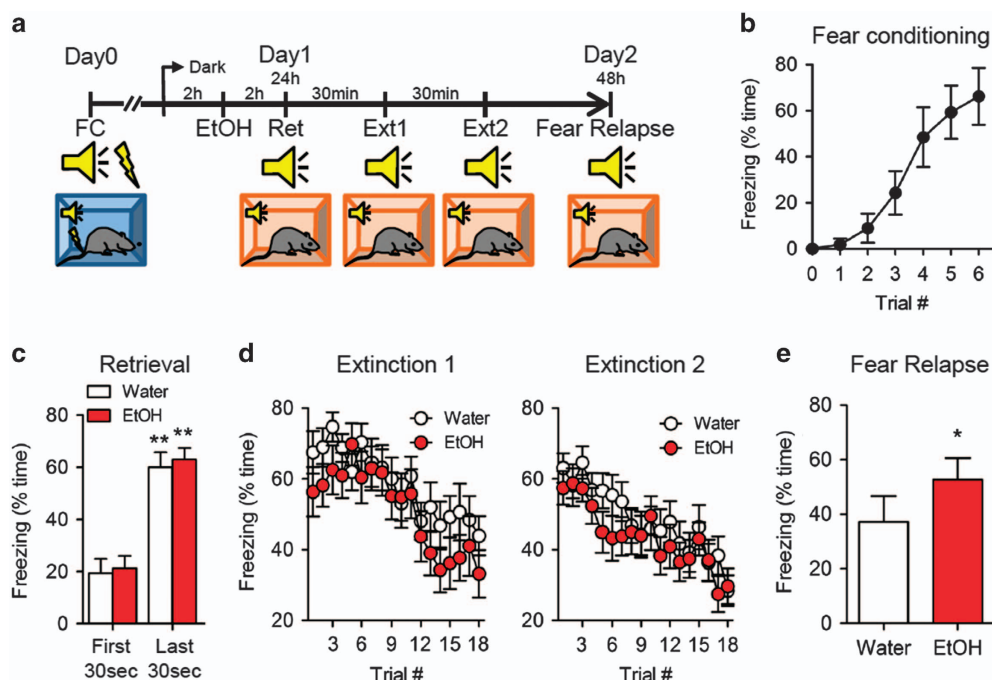 a
Day0
Dark
Day1
Day2
24h
48h
2h
2h
30min
30min
FC
EtOH
Ret
Ext1
Ext2
Fear Relapse
b
Fear conditioning
80
60
40
20
0
Freezing (% time)
0 1 2 3 4 5 6
Trial #
c
Retrieval
Water
EtOH
80
60
40
20
0
Freezing (% time)
** **
First
30sec
Last
30sec
d
Extinction 1
Water
EtOH
80
60
40
20
Freezing (% time)
3 6 9 12 15 18
Trial #
Extinction 2
Water
EtOH
80
60
40
20
3 6 9 12 15 18
Trial #
e
Fear Relapse
80
60
40
20
0
Freezing (% time)
*
Water EtOH